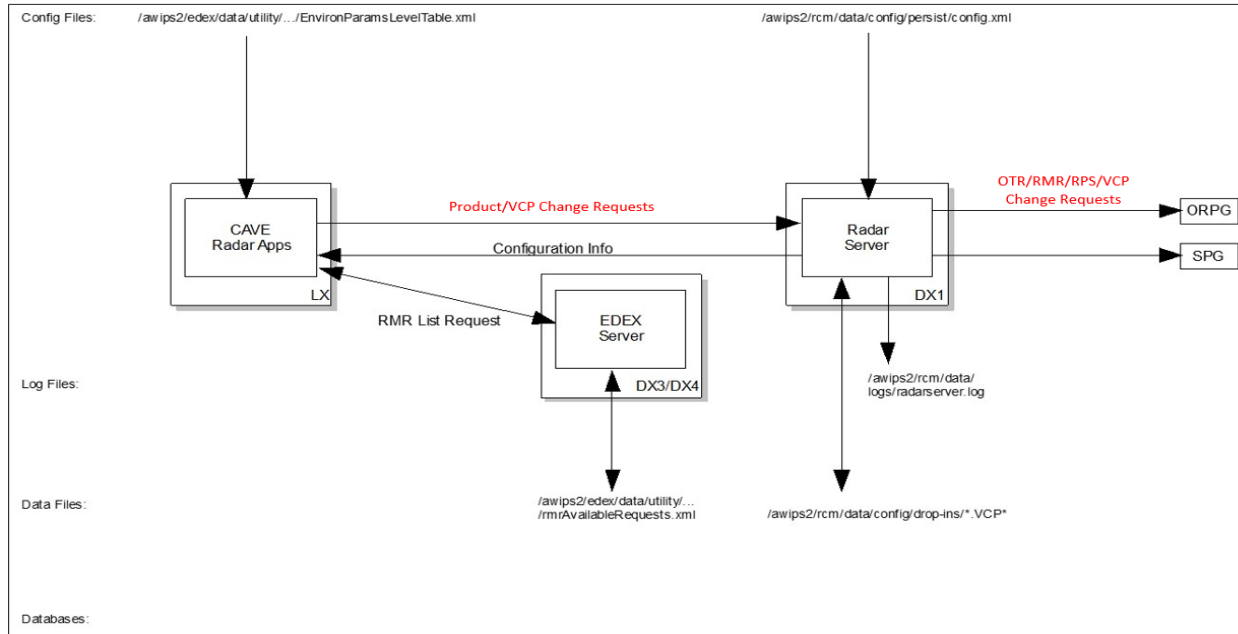 Config Files:
/awips2/edex/data/utility/.../EnvironParamsLevelTable.xml
/awips2/rcm/data/config/persist/config.xml
CAVE
Radar Apps
LX
Product/VCP Change Requests
Configuration Info
RMR List Request
EDEX
Server
DX3/DX4
Radar
Server
DX1
OTR/RMR/RPS/VCP
Change Requests
ORPG
SPG
Log Files:
/awips2/rcm/data/
logs/radarserver.log
Data Files:
/awips2/edex/data/utility/...
/rmrAvailableRequests.xml
/awips2/rcm/data/config/drop-ins/*.VCP*
Databases: